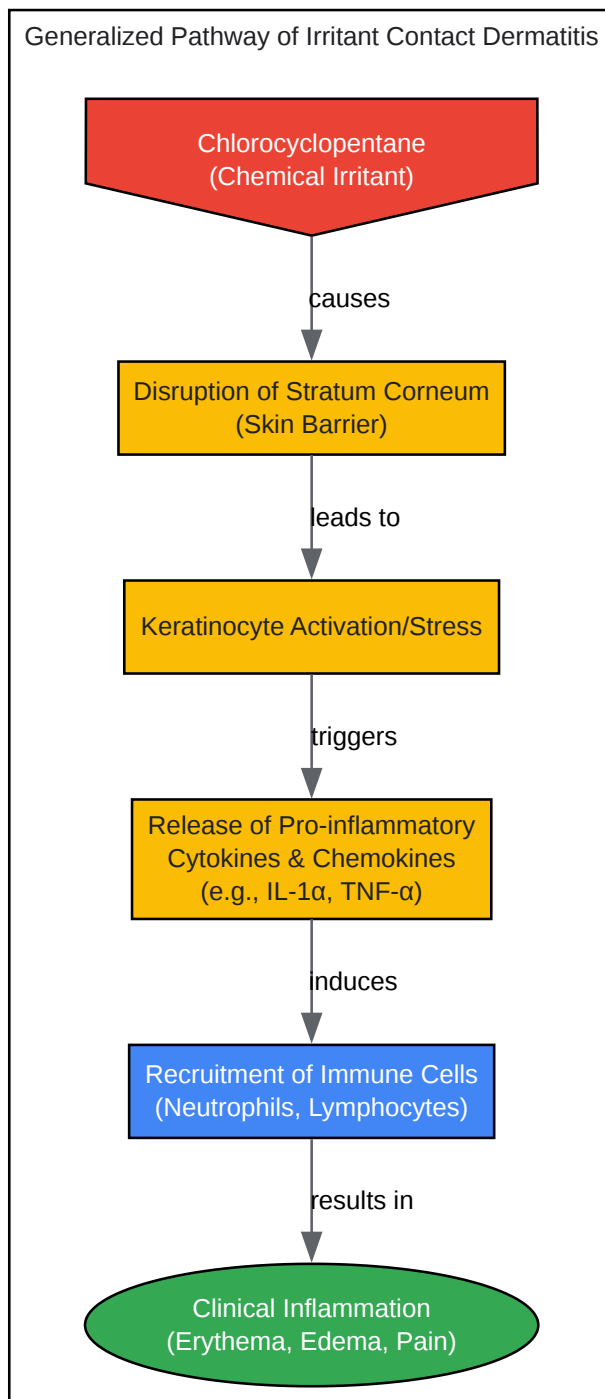 Generalized Pathway of Irritant Contact Dermatitis
Chlorocyclopentane
(Chemical Irritant)
causes
Disruption of Stratum Corneum
(Skin Barrier)
leads to
Keratinocyte Activation/Stress
triggers
Release of Pro-inflammatory
Cytokines & Chemokines
(e.g., IL-1α, TNF-α)
induces
Recruitment of Immune Cells
(Neutrophils, Lymphocytes)
results in
Clinical Inflammation
(Erythema, Edema, Pain)